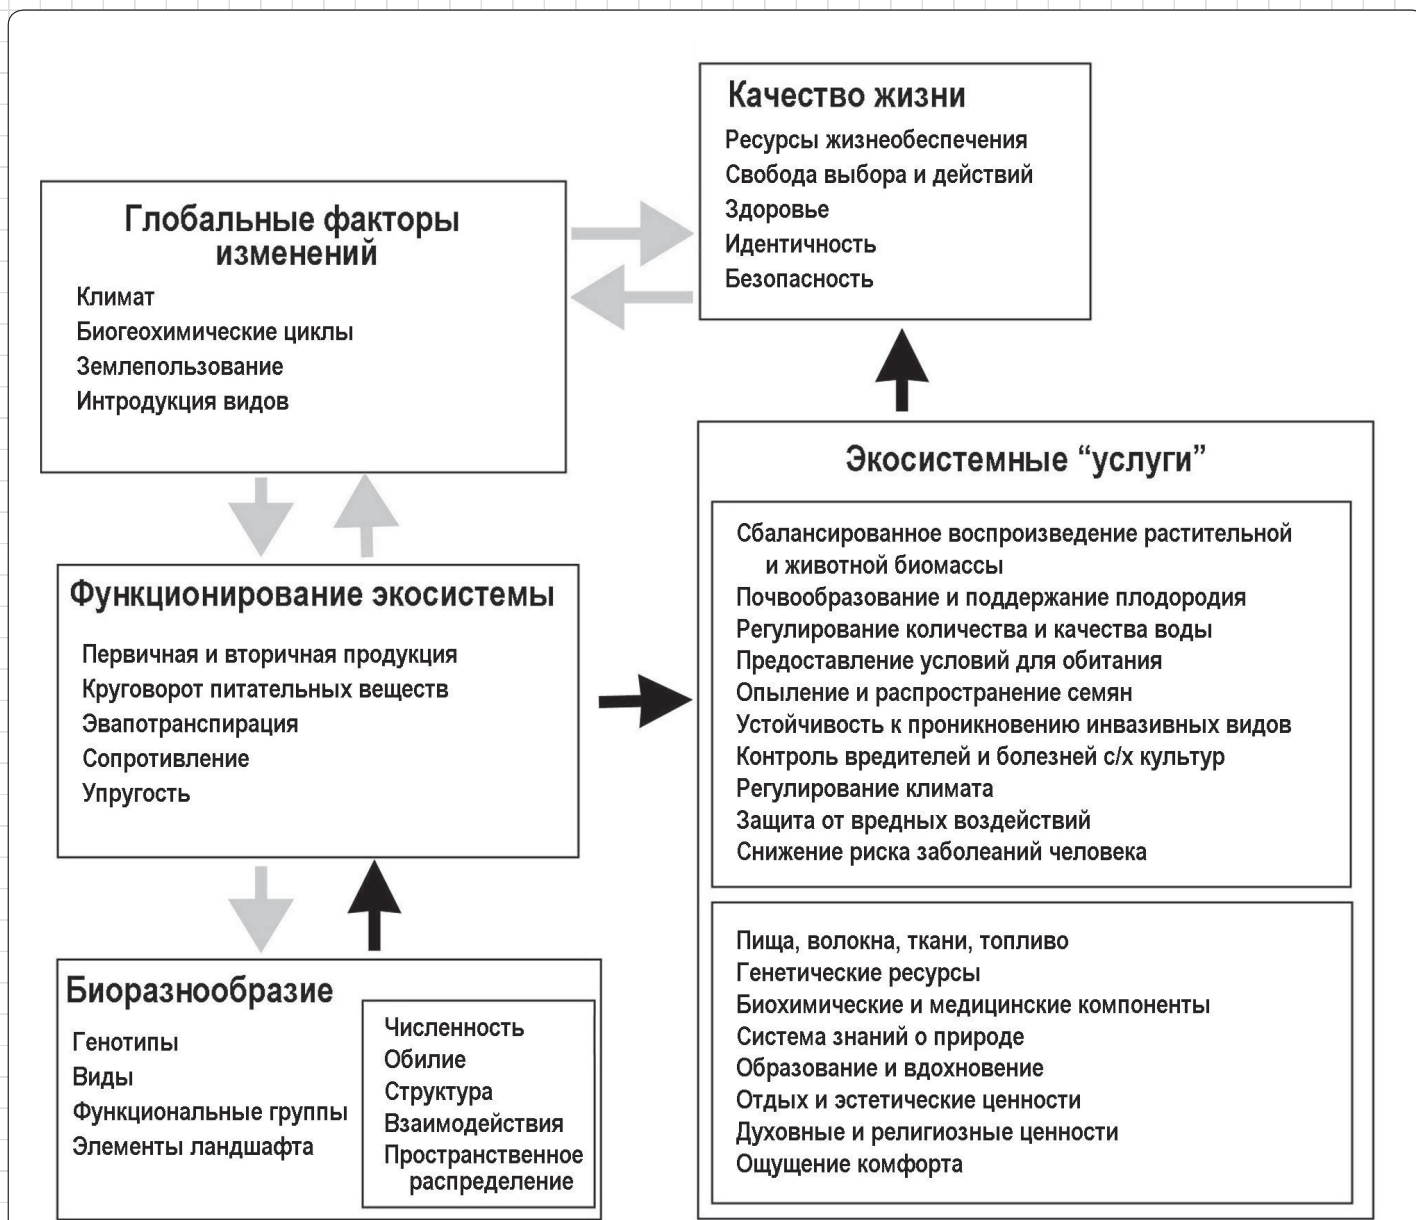 Качество жизни
Ресурсы жизнеобеспечения
Свобода выбора и действий
Здоровье
Идентичность
Безопасность
Глобальные факторы
изменений
Климат
Биогеохимические циклы
Землепользование
Интродукция видов
Функционирование экосистемы
Первичная и вторичная продукция
Круговорот питательных веществ
Эвапотранспирация
Сопротивление
Упругость
Биоразнообразие
Генотипы
Виды
Функциональные группы
Элементы ландшафта
Численность
Обилие
Структура
Взаимодействия
Пространственное
распределение
Экосистемные “услуги”
Сбалансированное воспроизведение растительной
и животной биомассы
Почвообразование и поддержание плодородия
Регулирование количества и качества воды
Предоставление условий для обитания
Опыление и распространение семян
Устойчивость к проникновению инвазивных видов
Контроль вредителей и болезней с/х культур
Регулирование климата
Защита от вредных воздействий
Снижение риска заболеаний человека
Пища, волокна, ткани, топливо
Генетические ресурсы
Биохимические и медицинские компоненты
Система знаний о природе
Образование и вдохновение
Отдых и эстетические ценности
Духовные и религиозные ценности
Ощущение комфорта